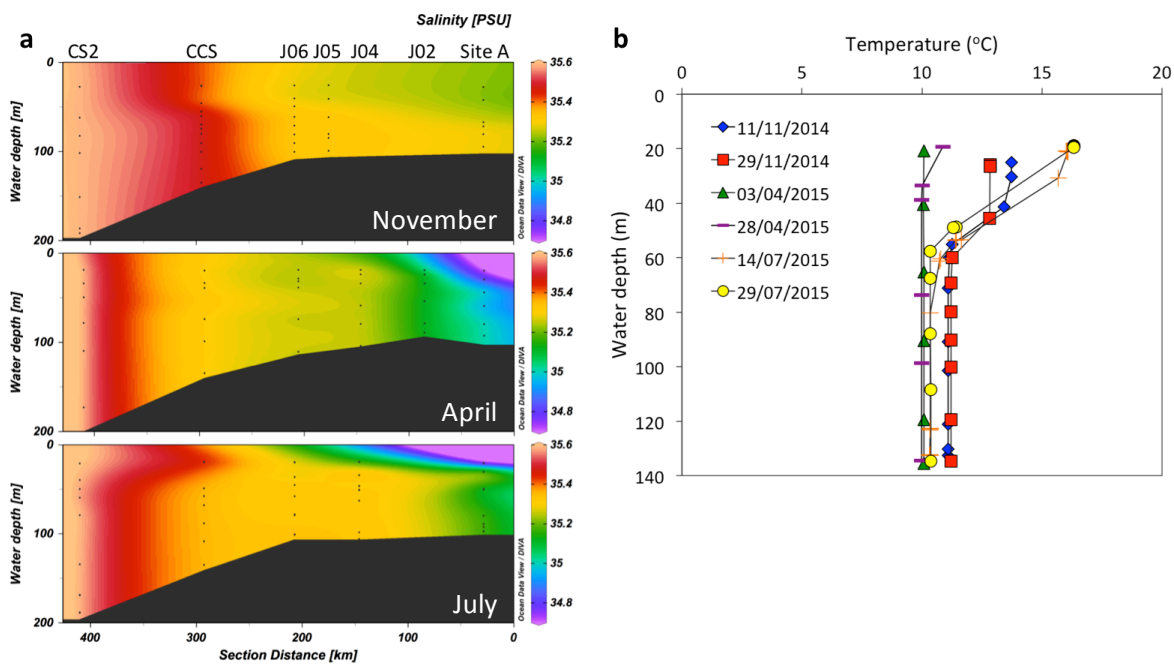 a
Salinity [PSU]
CS2 CCS J06 J05 J04 J02 Site A
Water depth [m]
0
100
200
November
35.6
35.4
35.2
35
34.8
Ocean Data View / DIVA
Water depth [m]
0
50
100
150
200
April
35.6
35.4
35.2
35
34.8
Ocean Data View / DIVA
Water depth [m]
0
50
100
150
200
July
35.6
35.4
35.2
35
34.8
Ocean Data View / DIVA
400 300 200 100 0
Section Distance [km]
b
Temperature (°C)
0 5 10 15 20
Water depth (m)
0
20
40
60
80
100
120
140
11/11/2014
29/11/2014
03/04/2015
28/04/2015
14/07/2015
29/07/2015